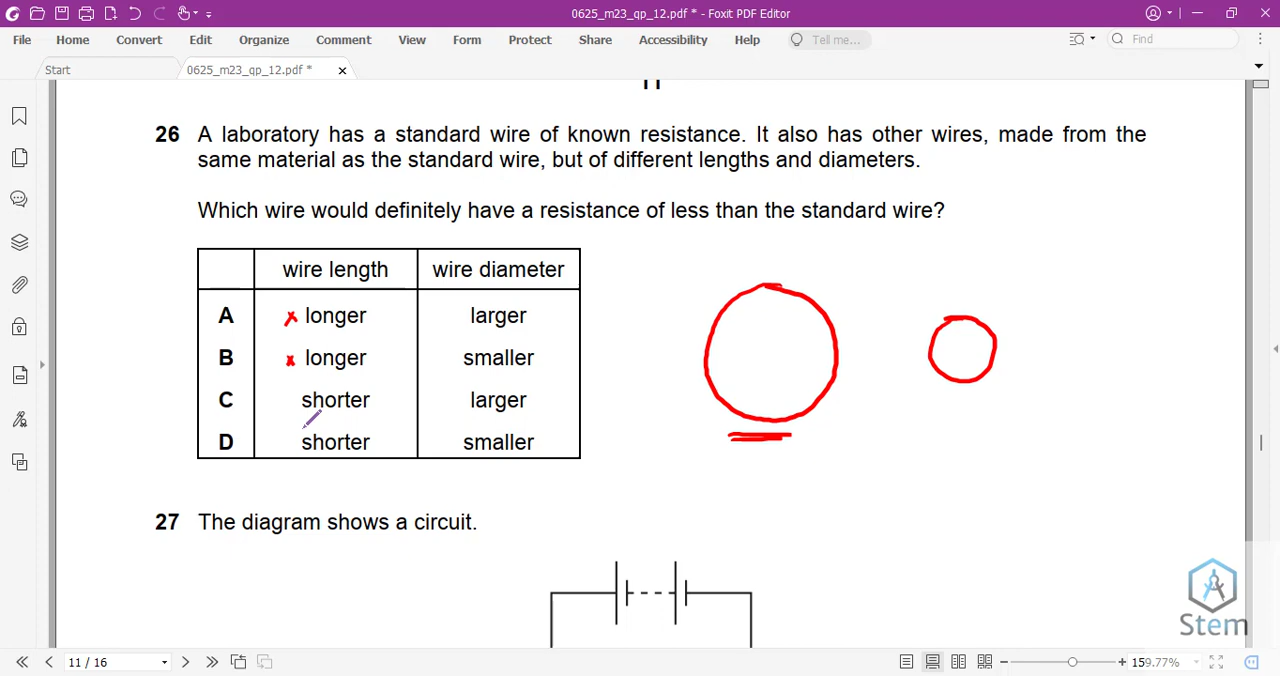 0625_m23_qp_12.pdf * - Foxit PDF Editor
File Home Convert Edit Organize Comment View Form Protect Share Accessibility Help Tell me... Find
Start 0625_m23_qp_12.pdf *
11
26 A laboratory has a standard wire of known resistance. It also has other wires, made from the
same material as the standard wire, but of different lengths and diameters.
Which wire would definitely have a resistance of less than the standard wire?
wire length wire diameter
A longer larger
B longer smaller
C shorter larger
D shorter smaller
27 The diagram shows a circuit.
Stem
11 / 16 159.77%